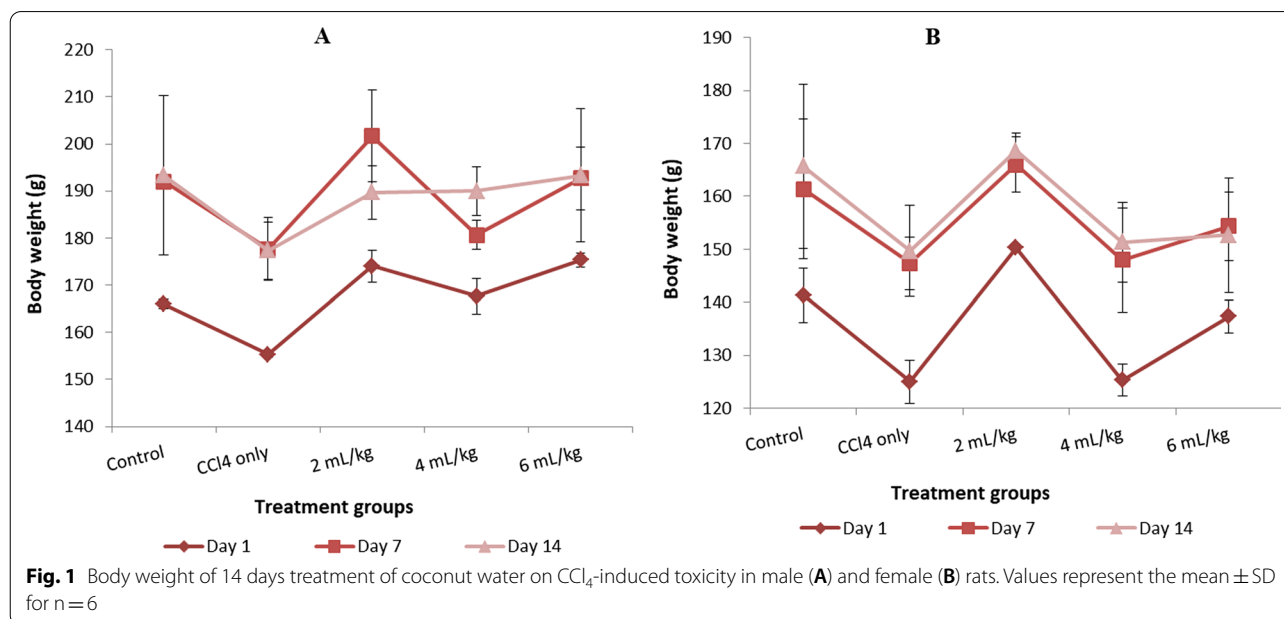 A
220
210
200
190
180
170
160
150
140
Body weight (g)
Control
CCl4 only
2 mL/kg
4 mL/kg
6 mL/kg
Treatment groups
Day 1 Day 7 Day 14
B
190
180
170
160
150
140
130
120
Body weight (g)
Control
CCl4 only
2 mL/kg
4 mL/kg
6 mL/kg
Treatment groups
Day 1 Day 7 Day 14
Fig. 1 Body weight of 14 days treatment of coconut water on CCl₄-induced toxicity in male (A) and female (B) rats. Values represent the mean ± SD
for n = 6